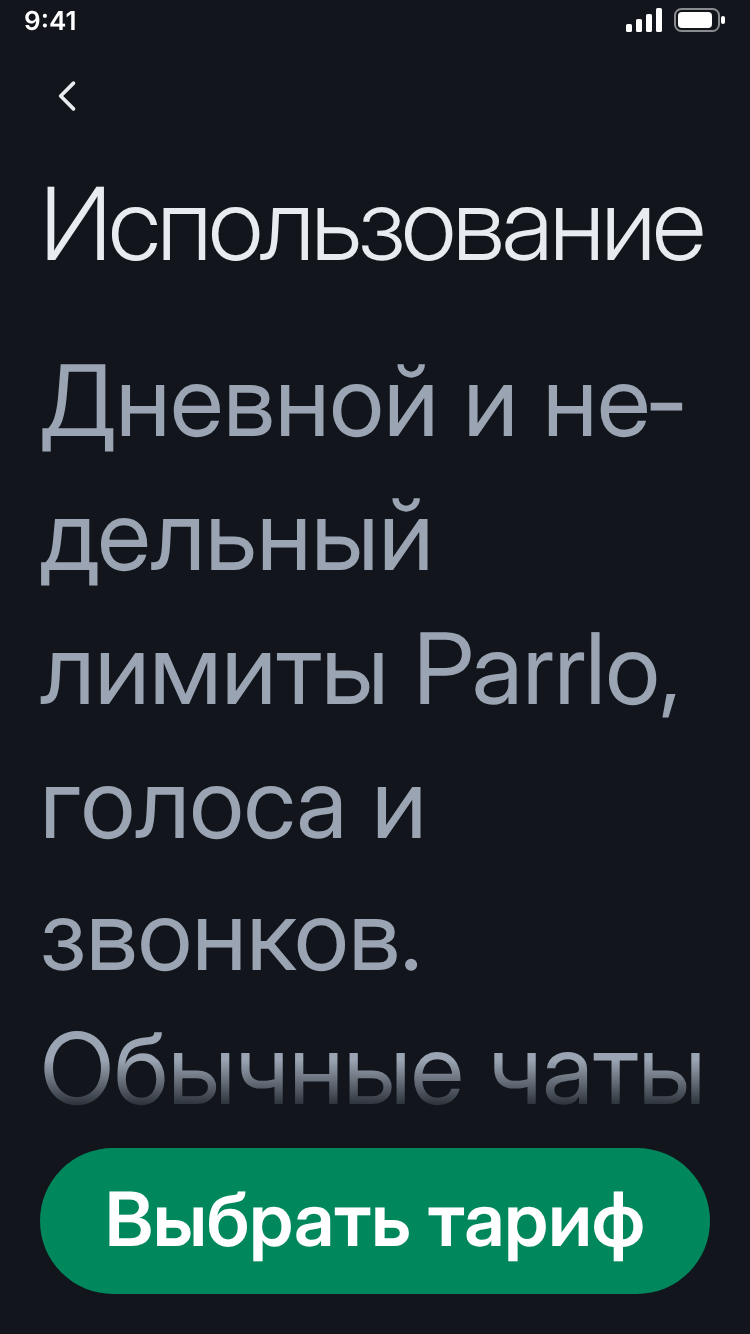 9:41
Использование
Дневной и не-
дельный
лимиты Parrlo,
голоса и
звонков.
Обычные чаты
Выбрать тариф